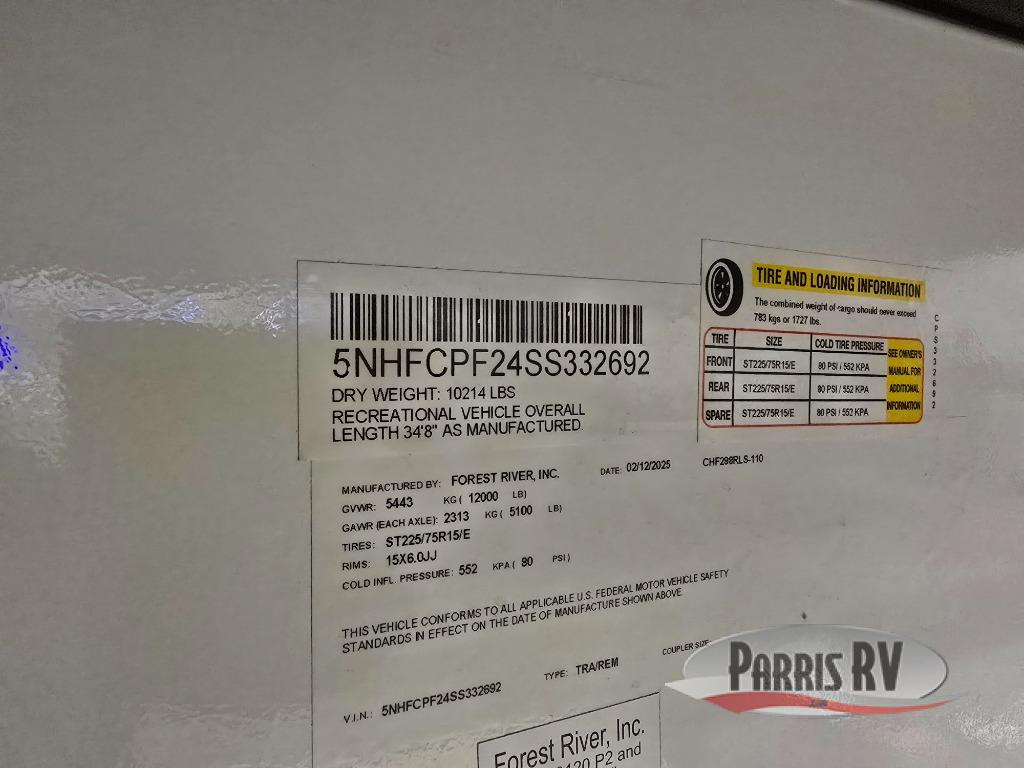 5NHFCPF24SS332692
DRY WEIGHT: 10214 LBS
RECREATIONAL VEHICLE OVERALL
LENGTH 34'8" AS MANUFACTURED.
TIRE AND LOADING INFORMATION
The combined weight of cargo should never exceed
783 kgs or 1727 lbs.
TIRE SIZE COLD TIRE PRESSURE
FRONT ST225/75R15/E 80 PSI / 552 KPA
REAR ST225/75R15/E 80 PSI / 552 KPA
SPARE ST225/75R15/E 80 PSI / 552 KPA
SEE OWNER'S
MANUAL FOR
ADDITIONAL
INFORMATION
CPS332692
MANUFACTURED BY: FOREST RIVER, INC. DATE: 02/12/2025 CHF298RLS-110
GVWR: 5443 KG ( 12000 LB)
GAWR (EACH AXLE): 2313 KG ( 5100 LB)
TIRES: ST225/75R15/E
RIMS: 15X6.0JJ
COLD INFL. PRESSURE: 552 KPA ( 80 PSI )
THIS VEHICLE CONFORMS TO ALL APPLICABLE U.S. FEDERAL MOTOR VEHICLE SAFETY
STANDARDS IN EFFECT ON THE DATE OF MANUFACTURE SHOWN ABOVE.
V.I.N.: 5NHFCPF24SS332692 TYPE: TRA/REM COUPLER SIZE:
PARRIS RV
.com
Forest River, Inc.
P2 and